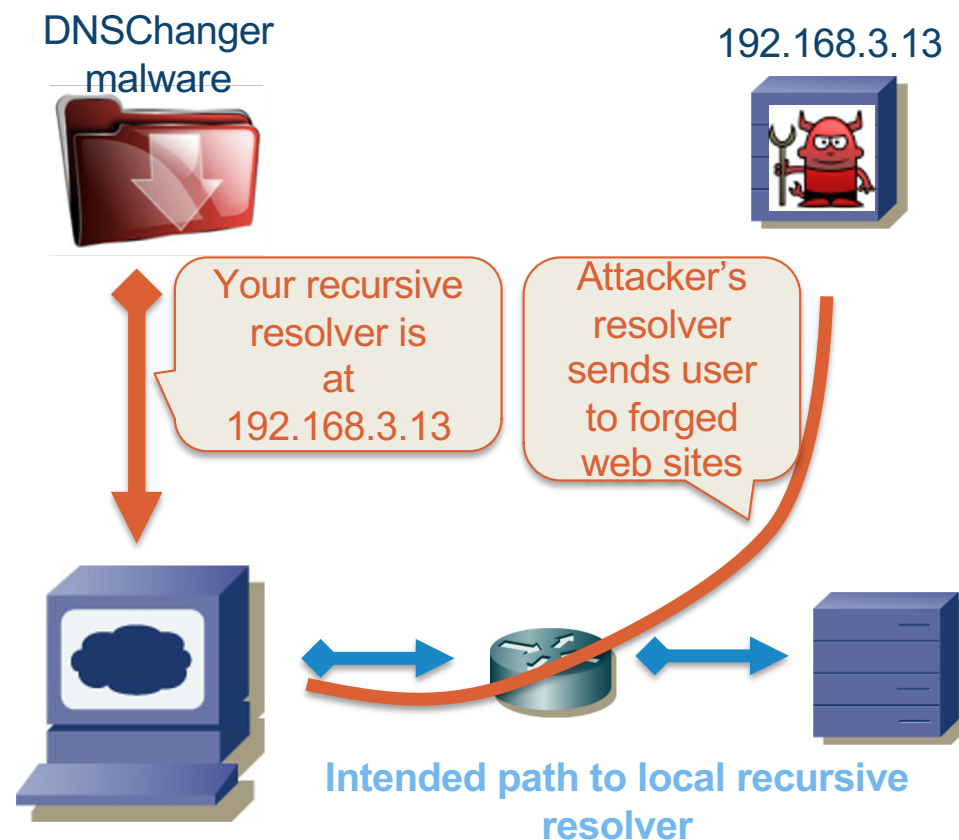 DNSChanger
malware
192.168.3.13
Your recursive
resolver is
at
192.168.3.13
Attacker’s
resolver
sends user
to forged
web sites
Intended path to local recursive
resolver